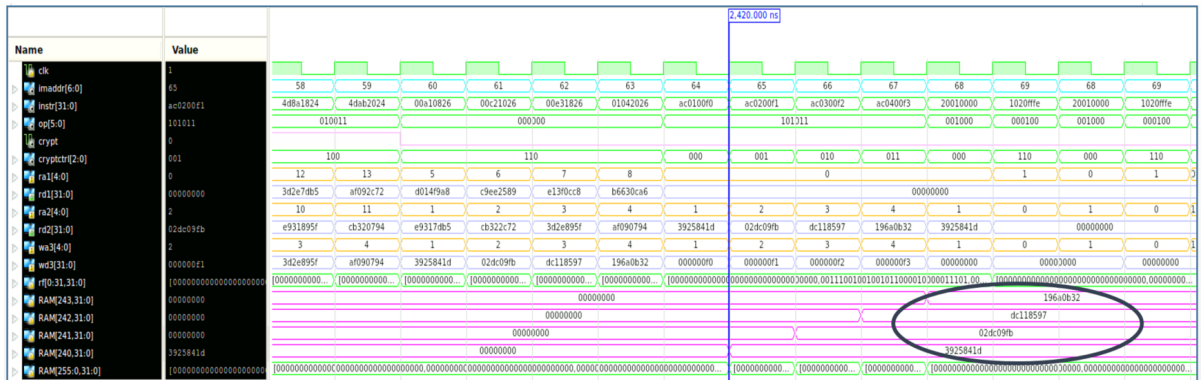 2,420.000 ns
Name Value
clk 1
imaddr[6:0] 65 58 59 60 61 62 63 64 65 66 67 68 69 68 69
instr[31:0] ac0200f1 4d8a1824 4dab2024 00a10826 00c21026 00e31826 01042026 ac0100f0 ac0200f1 ac0300f2 ac0400f3 20010000 1020fffe 20010000 1020fffe
op[5:0] 101011 010011 000000 101011 001000 000100 001000 000100
crypt 0
cryptctrl[2:0] 001 100 110 000 001 010 011 000 110 000 110
ra1[4:0] 0 12 13 5 6 7 8 0 1 0 1
rd1[31:0] 00000000 3d2e7db5 af092c72 d014f9a8 c9ee2589 e13f0cc8 b6630ca6 00000000
ra2[4:0] 2 10 11 1 2 3 4 1 2 3 4 1 0 1 0
rd2[31:0] 02dc09fb e931895f cb320794 e9317db5 cb322c72 3d2e895f af090794 3925841d 02dc09fb dc118597 196a0b32 3925841d 00000000
wa3[4:0] 2 3 4 1 2 3 4 1 2 3 4 1 0 1 0
wd3[31:0] 000000f1 3d2e895f af090794 3925841d 02dc09fb dc118597 196a0b32 000000f0 000000f1 000000f2 000000f3 00000000 00000000 00000000
rf[0:31,31:0]
RAM[243,31:0] 00000000 00000000 196a0b32
RAM[242,31:0] 00000000 00000000 dc118597
RAM[241,31:0] 00000000 00000000 02dc09fb
RAM[240,31:0] 3925841d 00000000 3925841d
RAM[255:0,31:0]